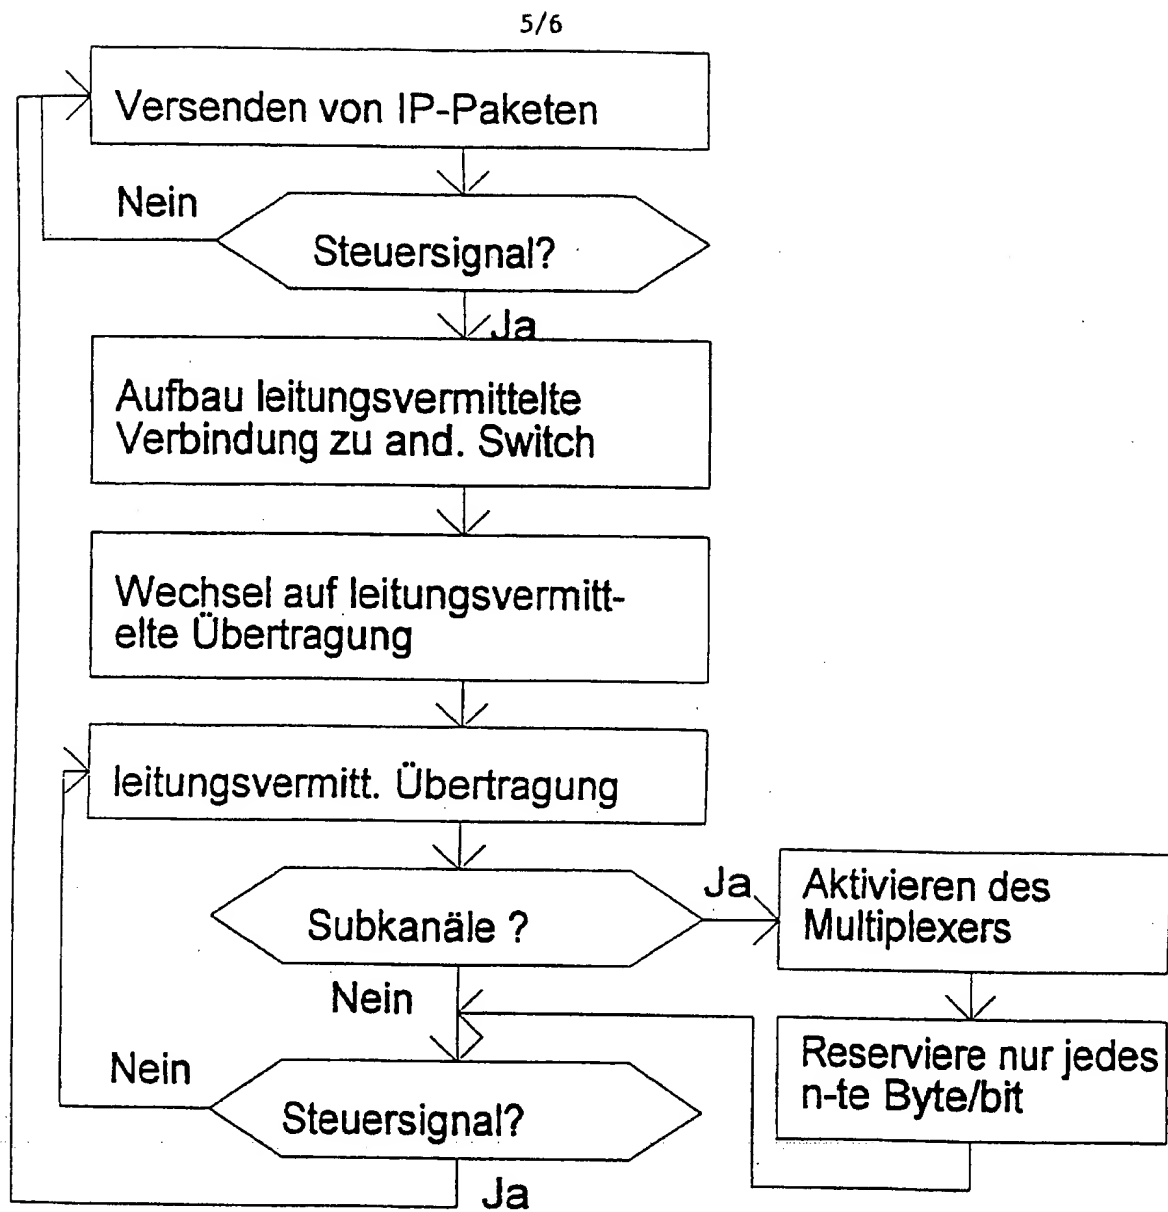 5/6
Versenden von IP-Paketen
Nein
Steuersignal?
Ja
Aufbau leitungsvermittelte
Verbindung zu and. Switch
Wechsel auf leitungsvermitt-
elte Übertragung
leitungsvermitt. Übertragung
Subkanäle ?
Ja
Aktivieren des
Multiplexers
Nein
Reserviere nur jedes
n-te Byte/bit
Nein
Steuersignal?
Ja